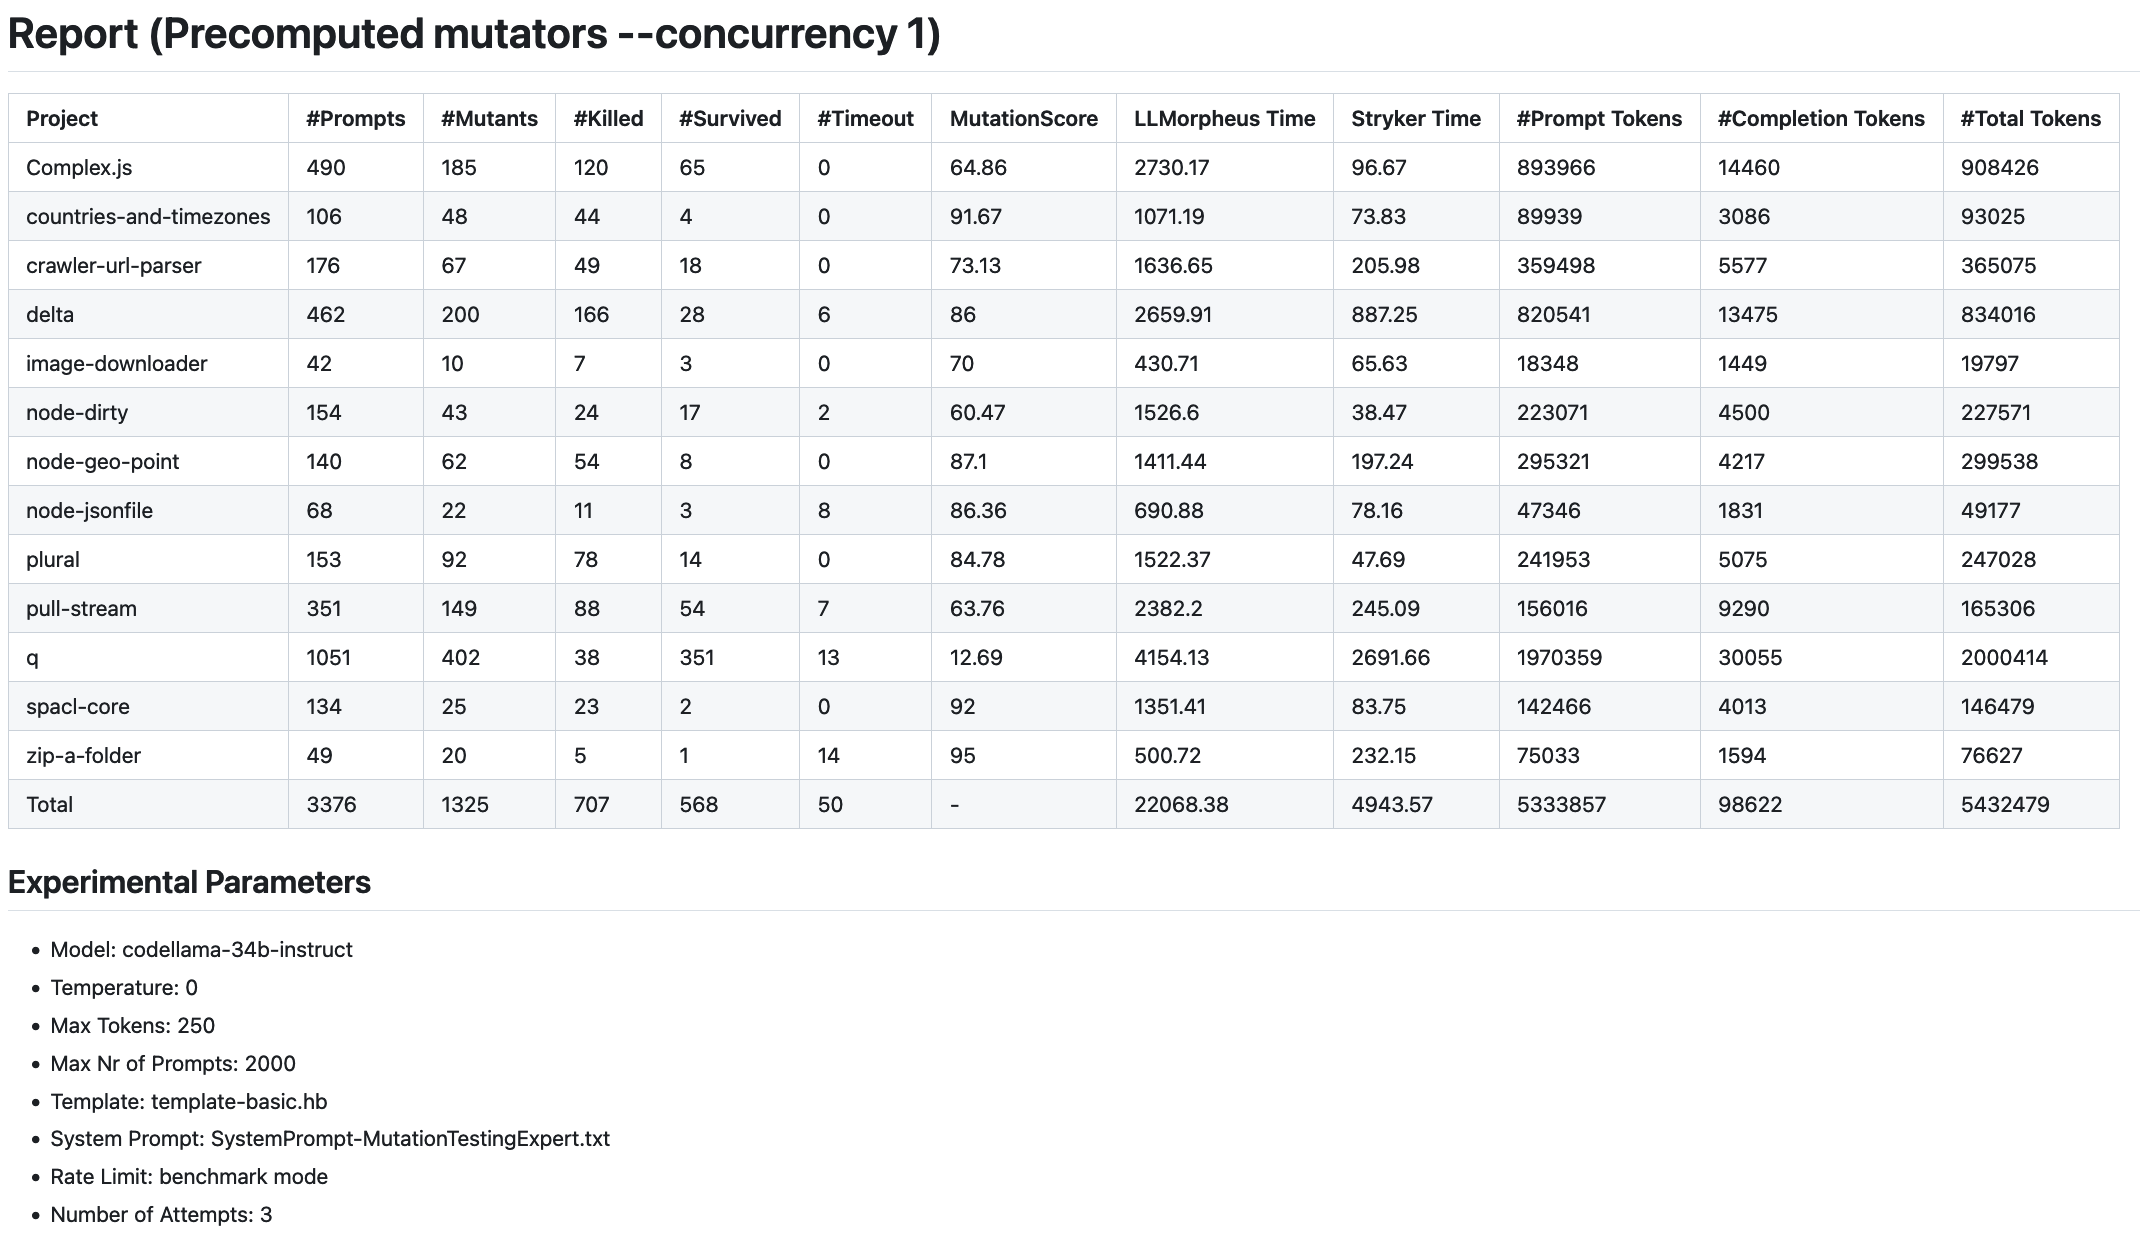 Report (Precomputed mutators --concurrency 1)
Project #Prompts #Mutants #Killed #Survived #Timeout MutationScore LLMorpheus Time Stryker Time #Prompt Tokens #Completion Tokens #Total Tokens
Complex.js 490 185 120 65 0 64.86 2730.17 96.67 893966 14460 908426
countries-and-timezones 106 48 44 4 0 91.67 1071.19 73.83 89939 3086 93025
crawler-url-parser 176 67 49 18 0 73.13 1636.65 205.98 359498 5577 365075
delta 462 200 166 28 6 86 2659.91 887.25 820541 13475 834016
image-downloader 42 10 7 3 0 70 430.71 65.63 18348 1449 19797
node-dirty 154 43 24 17 2 60.47 1526.6 38.47 223071 4500 227571
node-geo-point 140 62 54 8 0 87.1 1411.44 197.24 295321 4217 299538
node-jsonfile 68 22 11 3 8 86.36 690.88 78.16 47346 1831 49177
plural 153 92 78 14 0 84.78 1522.37 47.69 241953 5075 247028
pull-stream 351 149 88 54 7 63.76 2382.2 245.09 156016 9290 165306
q 1051 402 38 351 13 12.69 4154.13 2691.66 1970359 30055 2000414
spacl-core 134 25 23 2 0 92 1351.41 83.75 142466 4013 146479
zip-a-folder 49 20 5 1 14 95 500.72 232.15 75033 1594 76627
Total 3376 1325 707 568 50 - 22068.38 4943.57 5333857 98622 5432479
Experimental Parameters
• Model: codellama-34b-instruct
• Temperature: 0
• Max Tokens: 250
• Max Nr of Prompts: 2000
• Template: template-basic.hb
• System Prompt: SystemPrompt-MutationTestingExpert.txt
• Rate Limit: benchmark mode
• Number of Attempts: 3